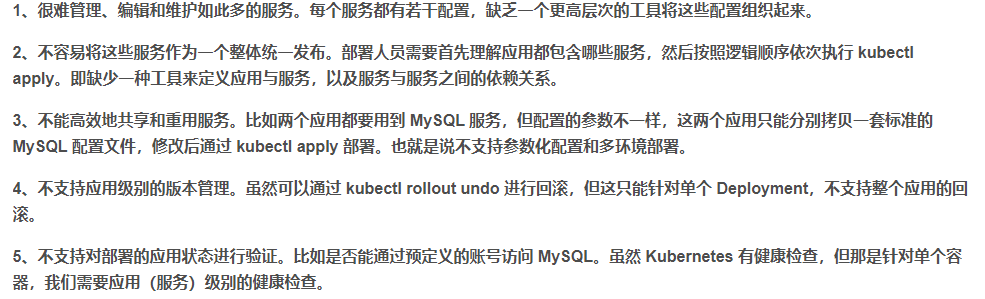 1、很难管理、编辑和维护如此多的服务。每个服务都有若干配置，缺乏一个更高层次的工具将这些配置组织起来。
2、不容易将这些服务作为一个整体统一发布。部署人员需要首先理解应用都包含哪些服务，然后按照逻辑顺序依次执行 kubectl
apply。即缺少一种工具来定义应用与服务，以及服务与服务之间的依赖关系。
3、不能高效地共享和重用服务。比如两个应用都要用到 MySQL 服务，但配置的参数不一样，这两个应用只能分别拷贝一套标准的
MySQL 配置文件，修改后通过 kubectl apply 部署。也就是说不支持参数化配置和多环境部署。
4、不支持应用级别的版本管理。虽然可以通过 kubectl rollout undo 进行回滚，但这只能针对单个 Deployment，不支持整个应用的回
滚。
5、不支持对部署的应用状态进行验证。比如是否能通过预定义的账号访问 MySQL。虽然 Kubernetes 有健康检查，但那是针对单个容
器，我们需要应用（服务）级别的健康检查。